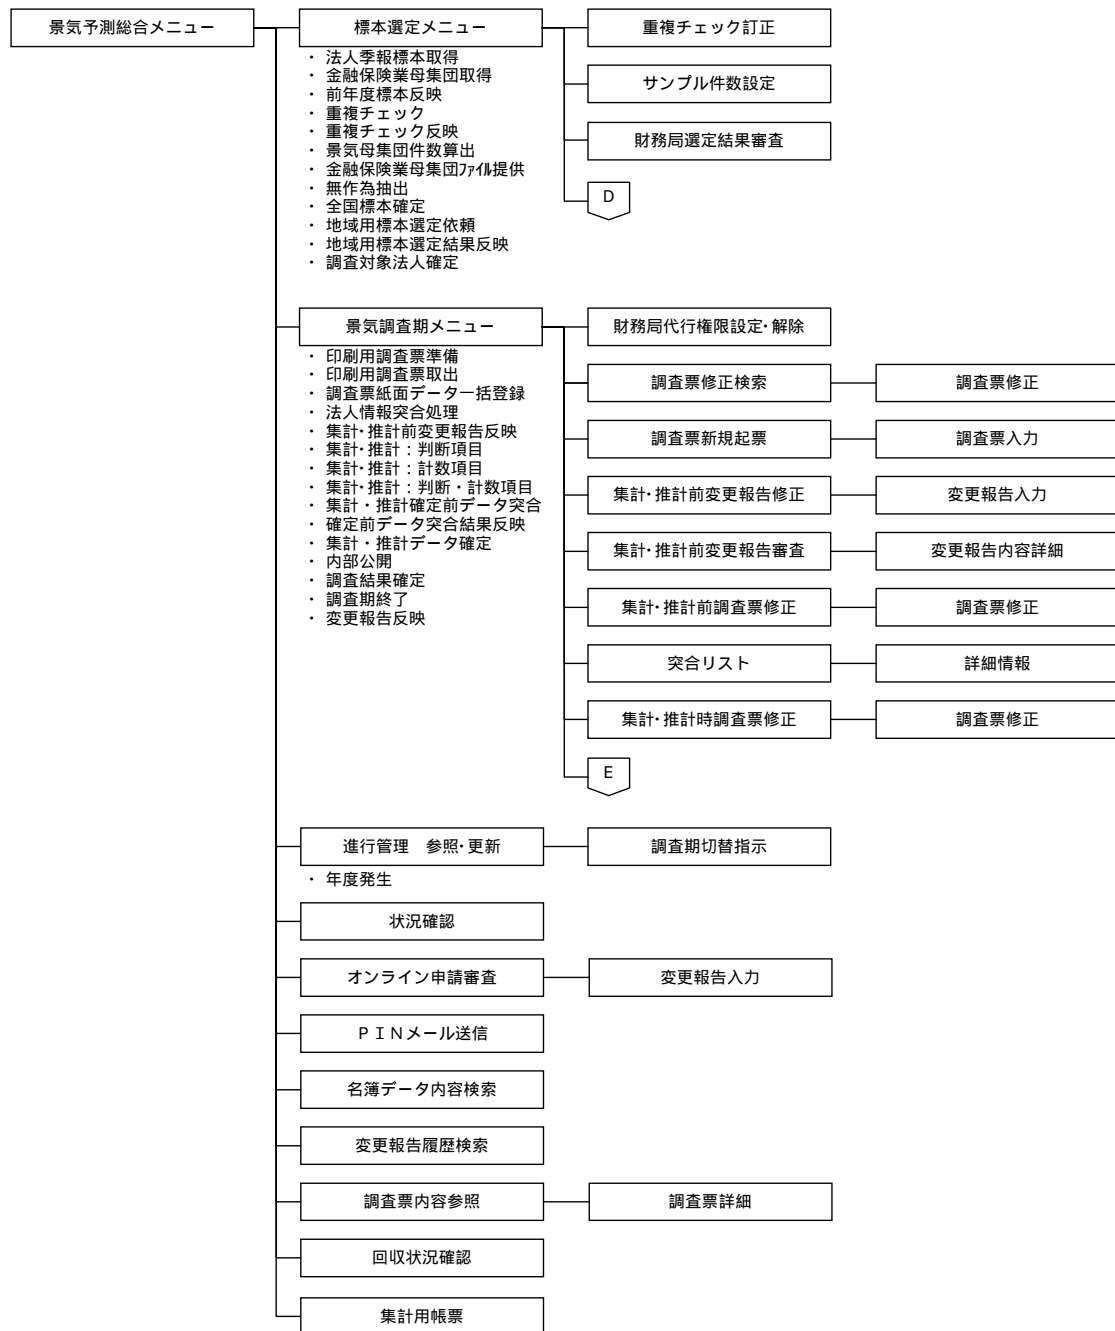 景気予測総合メニュー
標本選定メニュー
重複チェック訂正
・ 法人季報標本取得
・ 金融保険業母集団取得
・ 前年度標本反映
・ 重複チェック
・ 重複チェック反映
・ 景気母集団件数算出
・ 金融保険業母集団ﾌｧｲﾙ提供
・ 無作為抽出
・ 全国標本確定
・ 地域用標本選定依頼
・ 地域用標本選定結果反映
・ 調査対象法人確定
サンプル件数設定
財務局選定結果審査
D
景気調査期メニュー
・ 印刷用調査票準備
・ 印刷用調査票取出
・ 調査票紙面データ一括登録
・ 法人情報突合処理
・ 集計・推計前変更報告反映
・ 集計・推計：判断項目
・ 集計・推計：計数項目
・ 集計・推計：判断・計数項目
・ 集計・推計確定前データ突合
・ 確定前データ突合結果反映
・ 集計・推計データ確定
・ 内部公開
・ 調査結果確定
・ 調査期終了
・ 変更報告反映
財務局代行権限設定・解除
調査票修正検索
調査票修正
調査票新規起票
調査票入力
集計・推計前変更報告修正
変更報告入力
集計・推計前変更報告審査
変更報告内容詳細
集計・推計前調査票修正
調査票修正
突合リスト
詳細情報
集計・推計時調査票修正
調査票修正
E
進行管理　参照・更新
調査期切替指示
・ 年度発生
状況確認
オンライン申請審査
変更報告入力
ＰＩＮメール送信
名簿データ内容検索
変更報告履歴検索
調査票内容参照
調査票詳細
回収状況確認
集計用帳票